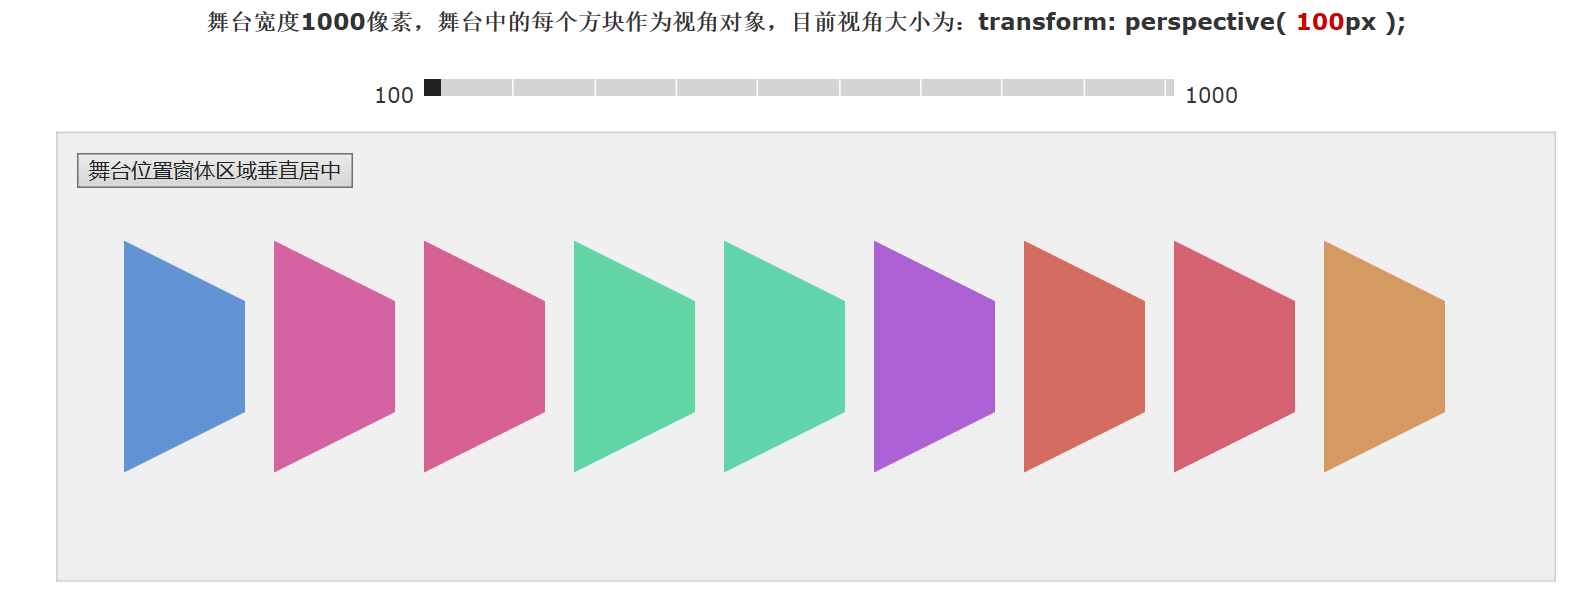 舞台宽度1000像素，舞台中的每个方块作为视角对象，目前视角大小为：transform: perspective( 100px );
100 1000
舞台位置窗体区域垂直居中